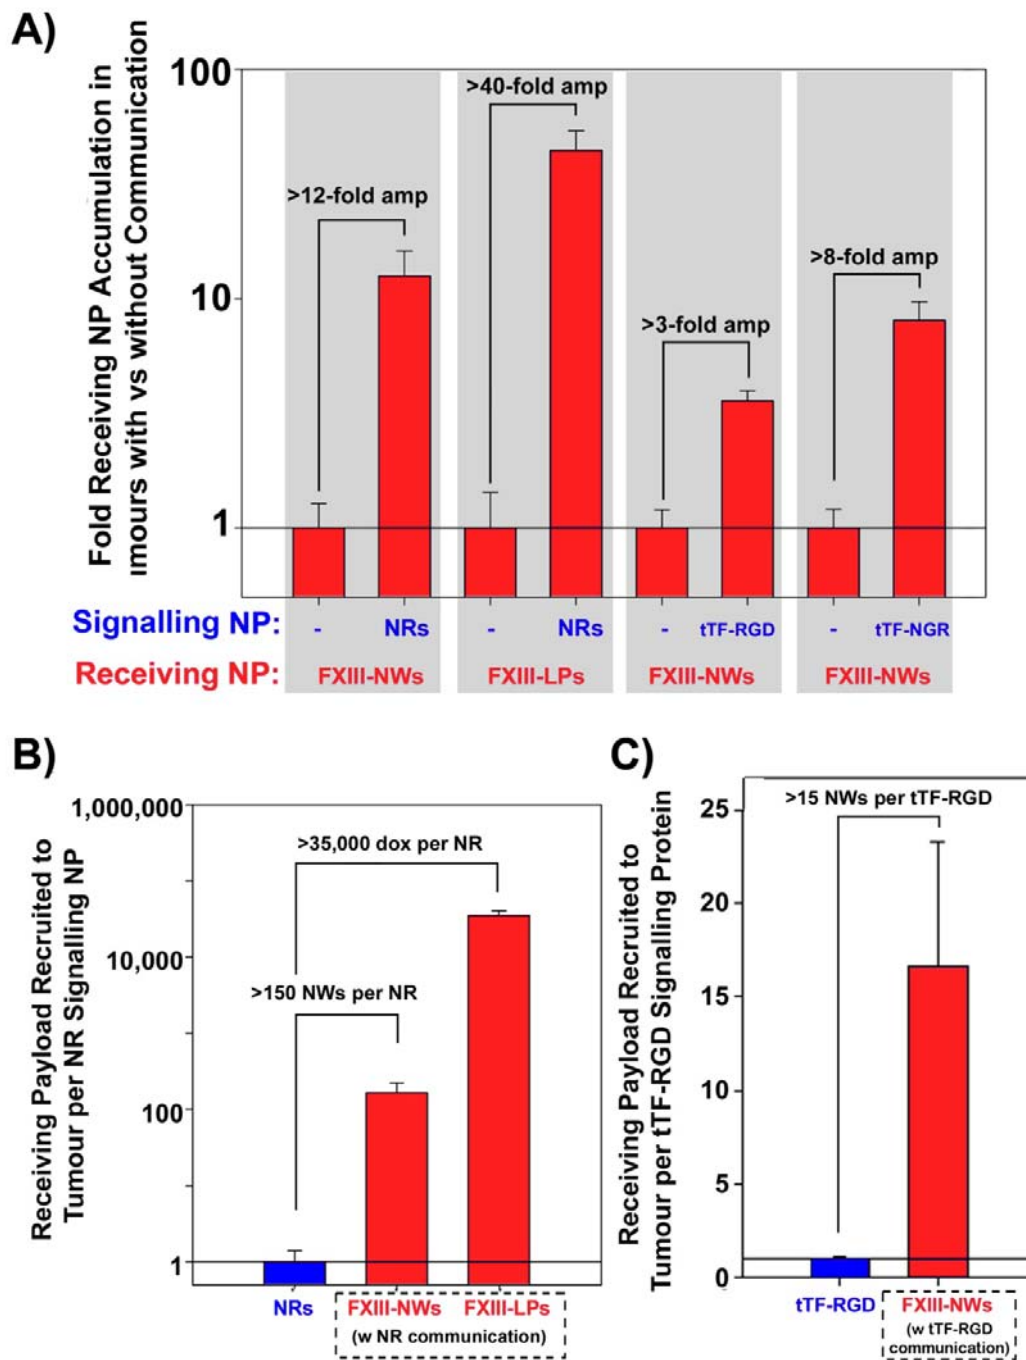 A)
Fold Receiving NP Accumulation in
imours with vs without Communication
100
10
1
>12-fold amp
>40-fold amp
>3-fold amp
>8-fold amp
Signalling NP: - NRs - NRs - tTF-RGD - tTF-NGR
Receiving NP: FXIII-NWs FXIII-LPs FXIII-NWs FXIII-NWs
B)
Receiving Payload Recruited to
Tumour per NR Signalling NP
1,000,000
10,000
100
1
>35,000 dox per NR
>150 NWs per NR
NRs FXIII-NWs FXIII-LPs
(w NR communication)
C)
Receiving Payload Recruited to
Tumour per tTF-RGD Signalling Protein
25
20
15
10
5
0
>15 NWs per tTF-RGD
tTF-RGD FXIII-NWs
(w tTF-RGD
communication)